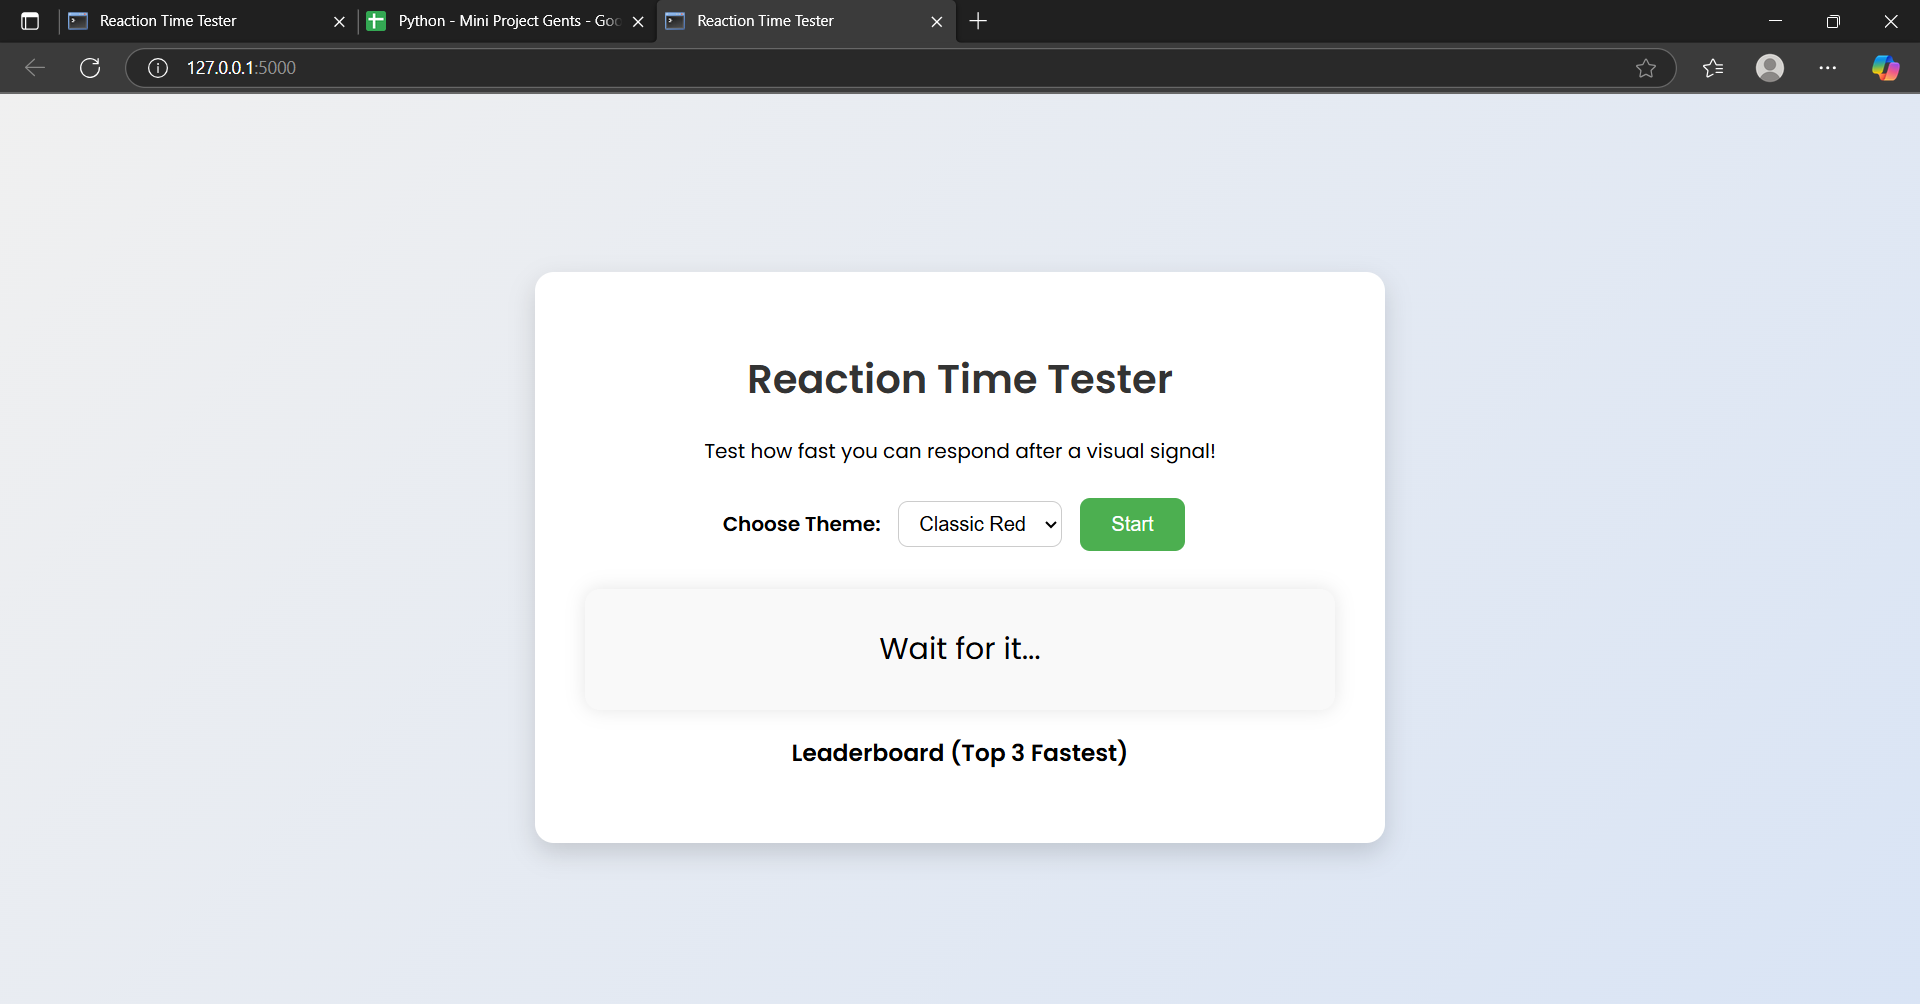 Reaction Time Tester
Python - Mini Project Gents - Goo
Reaction Time Tester
127.0.0.1:5000
Reaction Time Tester
Test how fast you can respond after a visual signal!
Choose Theme: Classic Red Start
Wait for it...
Leaderboard (Top 3 Fastest)